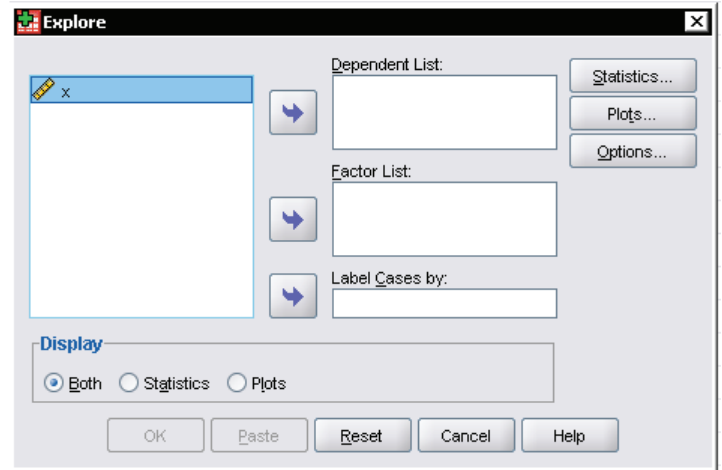 Explore
x
Dependent List:
Statistics...
Plots...
Options...
Factor List:
Label Cases by:
Display
Both Statistics Plots
OK Paste Reset Cancel Help